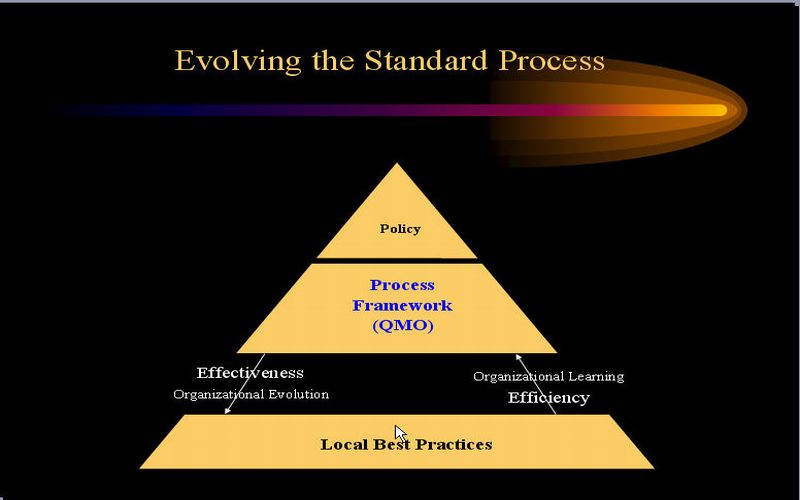 Evolving the Standard Process
Policy
Process
Framework
(QMO)
Effectiveness
Organizational Evolution
Organizational Learning
Efficiency
Local Best Practices